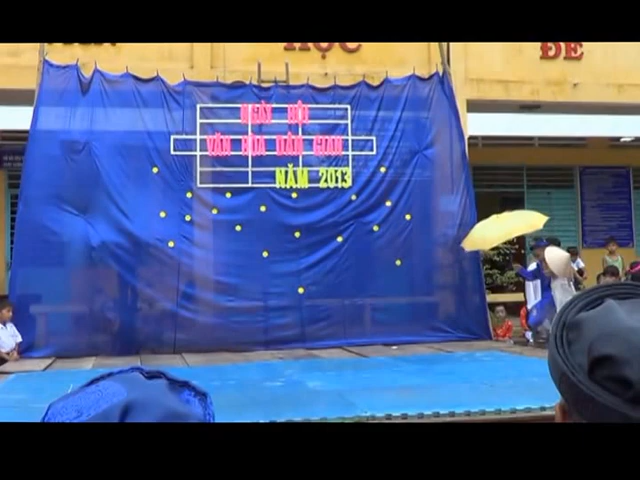 HỌC
ĐỀ
NGÀY HỘI
VĂN HÓA DÂN GIAN
NĂM 2013